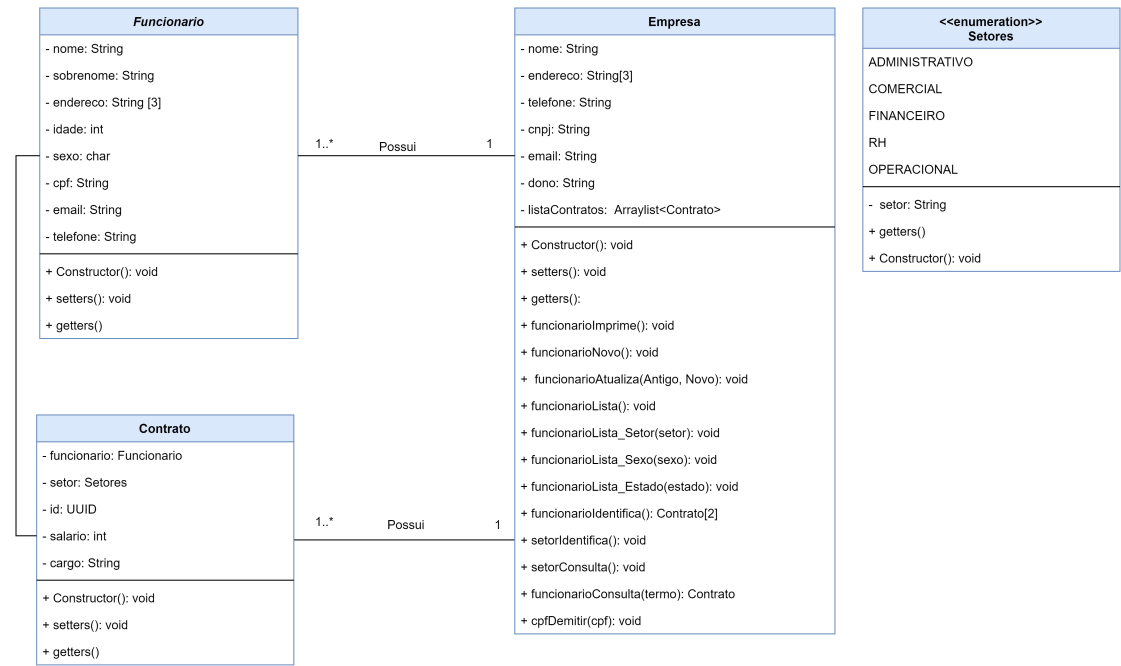 Funcionario
- nome: String
- sobrenome: String
- endereco: String [3]
- idade: int
- sexo: char
- cpf: String
- email: String
- telefone: String
+ Constructor(): void
+ setters(): void
+ getters()
1..*
Possui
1
Empresa
- nome: String
- endereco: String[3]
- telefone: String
- cnpj: String
- email: String
- dono: String
- listaContratos: Arraylist<Contrato>
+ Constructor(): void
+ setters(): void
+ getters():
+ funcionarioImprime(): void
+ funcionarioNovo(): void
+ funcionarioAtualiza(Antigo, Novo): void
+ funcionarioLista(): void
+ funcionarioLista_Setor(setor): void
+ funcionarioLista_Sexo(sexo): void
+ funcionarioLista_Estado(estado): void
+ funcionarioIdentifica(): Contrato[2]
+ setorIdentifica(): void
+ setorConsulta(): void
+ funcionarioConsulta(termo): Contrato
+ cpfDemitir(cpf): void
<<enumeration>>
Setores
ADMINISTRATIVO
COMERCIAL
FINANCEIRO
RH
OPERACIONAL
- setor: String
+ getters()
+ Constructor(): void
Contrato
- funcionario: Funcionario
- setor: Setores
- id: UUID
- salario: int
- cargo: String
+ Constructor(): void
+ setters(): void
+ getters()
1..*
Possui
1